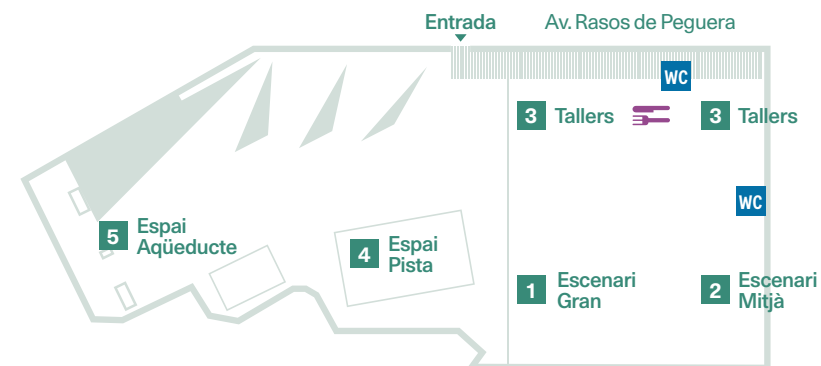 Entrada
Av. Rasos de Peguera
WC
3 Tallers
3 Tallers
WC
5 Espai
Aqüeducte
4 Espai
Pista
1 Escenari
Gran
2 Escenari
Mitjà